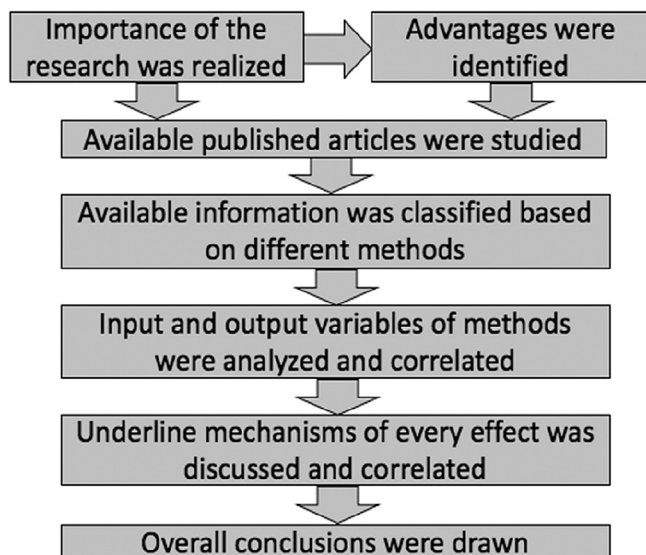 Importance of the
research was realized
Advantages were
identified
Available published articles were studied
Available information was classified based
on different methods
Input and output variables of methods
were analyzed and correlated
Underline mechanisms of every effect was
discussed and correlated
Overall conclusions were drawn